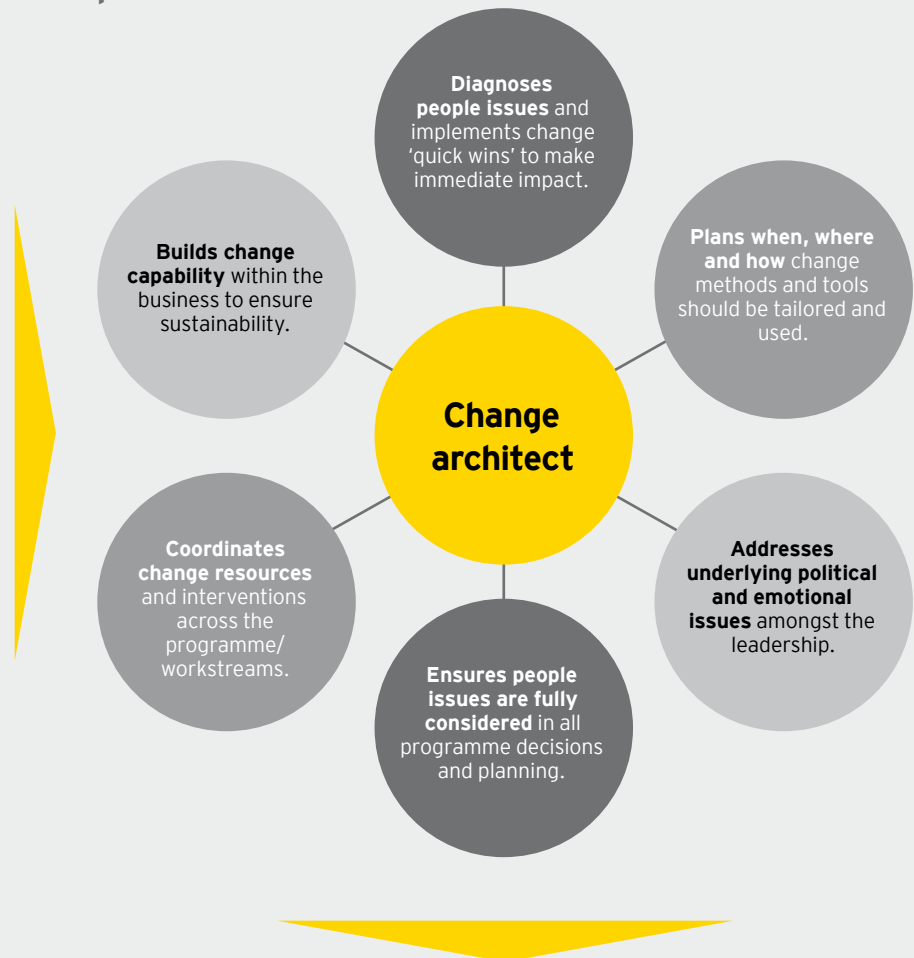 Diagnoses
people issues and
implements change
‘quick wins’ to make
immediate impact.
Plans when, where
and how change
methods and tools
should be tailored and
used.
Addresses
underlying political
and emotional
issues amongst the
leadership.
Ensures people
issues are fully
considered in all
programme decisions
and planning.
Coordinates
change resources
and interventions
across the
programme/
workstreams.
Builds change
capability within the
business to ensure
sustainability.
Change
architect